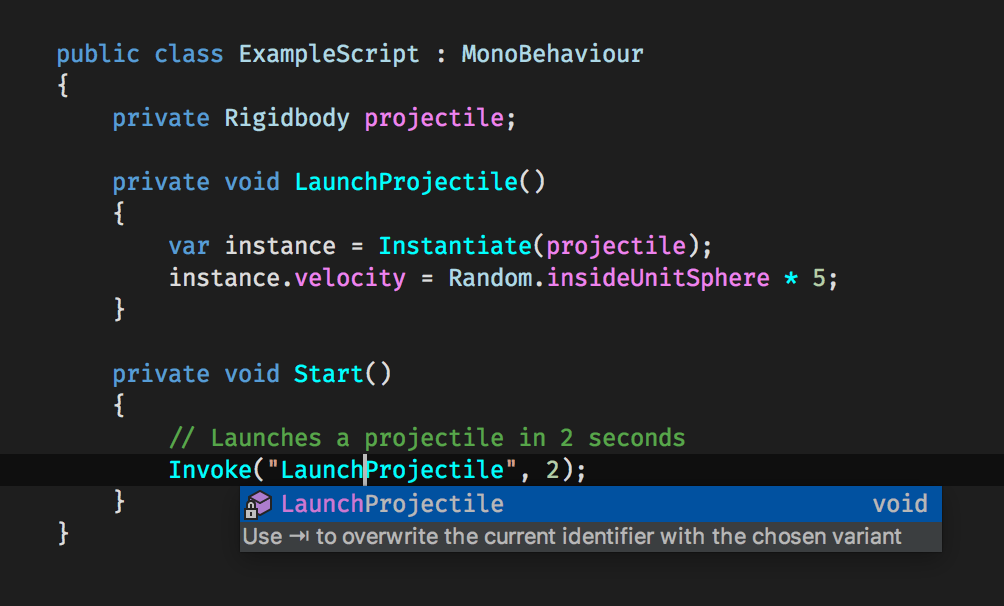 public class ExampleScript : MonoBehaviour
{
    private Rigidbody projectile;

    private void LaunchProjectile()
    {
        var instance = Instantiate(projectile);
        instance.velocity = Random.insideUnitSphere * 5;
    }

    private void Start()
    {
        // Launches a projectile in 2 seconds
        Invoke("LaunchProjectile", 2);
    }
LaunchProjectile void
Use ⇥ to overwrite the current identifier with the chosen variant
}